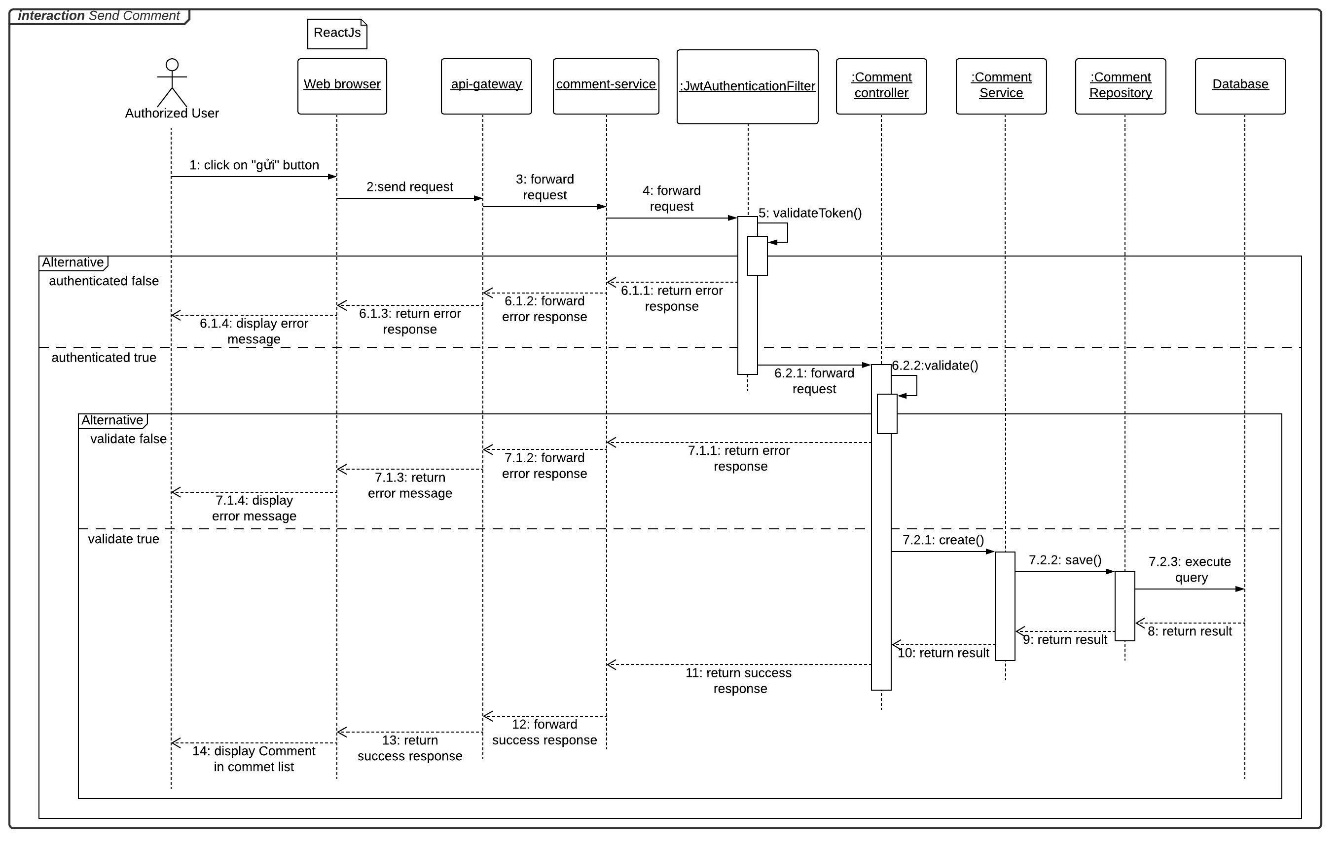 interaction Send Comment
ReactJs
Authorized User
Web browser
api-gateway
comment-service
:JwtAuthenticationFilter
:Comment
controller
:Comment
Service
:Comment
Repository
Database
1: click on "gửi" button
2:send request
3: forward
request
4: forward
request
5: validateToken()
Alternative
authenticated false
6.1.1: return error
response
6.1.2: forward
error response
6.1.3: return error
response
6.1.4: display error
message
authenticated true
6.2.1: forward
request
6.2.2:validate()
Alternative
validate false
7.1.1: return error
response
7.1.2: forward
error response
7.1.3: return
error message
7.1.4: display
error message
validate true
7.2.1: create()
7.2.2: save()
7.2.3: execute
query
8: return result
9: return result
10: return result
11: return success
response
12: forward
success response
13: return
success response
14: display Comment
in commet list